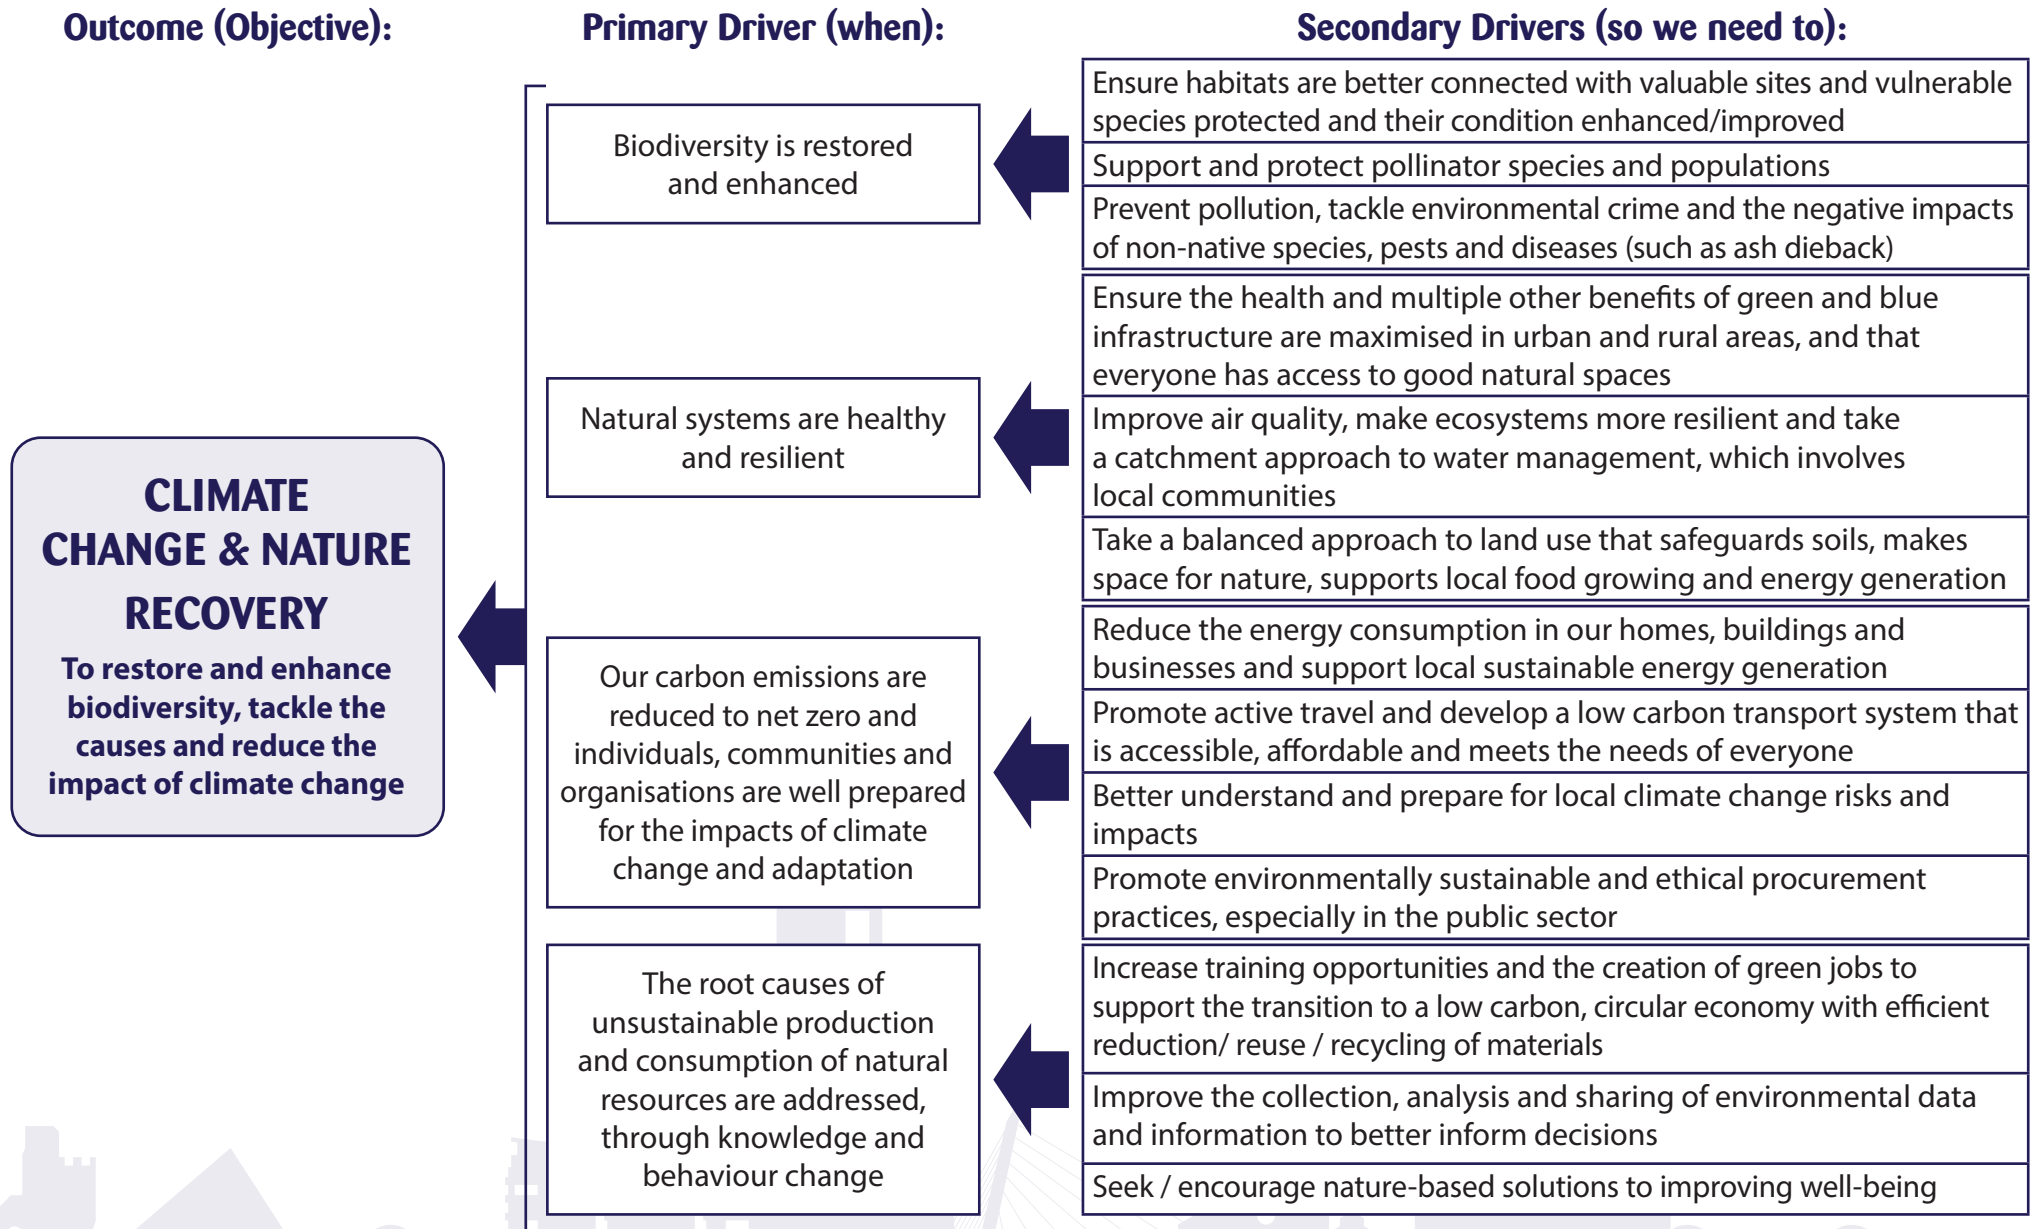 Outcome (Objective):
Primary Driver (when):
Secondary Drivers (so we need to):
CLIMATE
CHANGE & NATURE
RECOVERY
To restore and enhance
biodiversity, tackle the
causes and reduce the
impact of climate change
Biodiversity is restored
and enhanced
Ensure habitats are better connected with valuable sites and vulnerable
species protected and their condition enhanced/improved
Support and protect pollinator species and populations
Prevent pollution, tackle environmental crime and the negative impacts
of non-native species, pests and diseases (such as ash dieback)
Natural systems are healthy
and resilient
Ensure the health and multiple other benefits of green and blue
infrastructure are maximised in urban and rural areas, and that
everyone has access to good natural spaces
Improve air quality, make ecosystems more resilient and take
a catchment approach to water management, which involves
local communities
Take a balanced approach to land use that safeguards soils, makes
space for nature, supports local food growing and energy generation
Our carbon emissions are
reduced to net zero and
individuals, communities and
organisations are well prepared
for the impacts of climate
change and adaptation
Reduce the energy consumption in our homes, buildings and
businesses and support local sustainable energy generation
Promote active travel and develop a low carbon transport system that
is accessible, affordable and meets the needs of everyone
Better understand and prepare for local climate change risks and
impacts
Promote environmentally sustainable and ethical procurement
practices, especially in the public sector
The root causes of
unsustainable production
and consumption of natural
resources are addressed,
through knowledge and
behaviour change
Increase training opportunities and the creation of green jobs to
support the transition to a low carbon, circular economy with efficient
reduction/ reuse / recycling of materials
Improve the collection, analysis and sharing of environmental data
and information to better inform decisions
Seek / encourage nature-based solutions to improving well-being